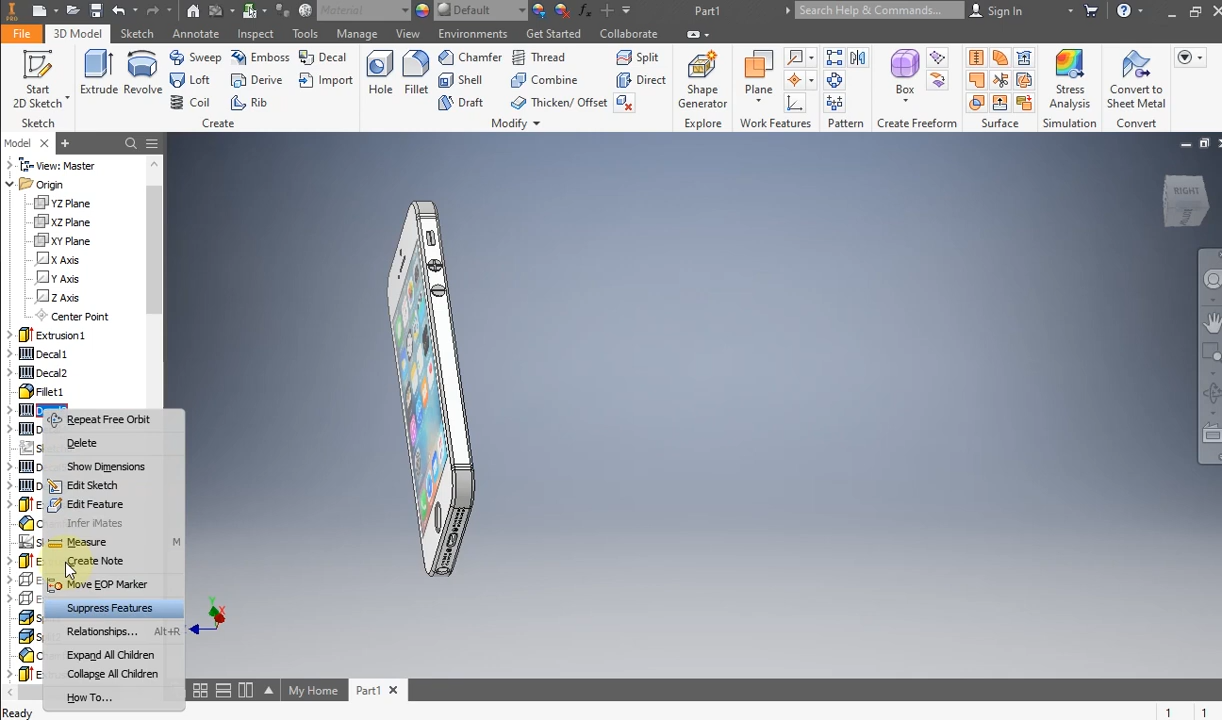 PRO
Material
Default
Part1
Search Help & Commands...
Sign In
File
3D Model
Sketch
Annotate
Inspect
Tools
Manage
View
Environments
Get Started
Collaborate
Start
2D Sketch
Extrude
Revolve
Sweep
Loft
Coil
Emboss
Derive
Rib
Decal
Import
Hole
Fillet
Chamfer
Shell
Draft
Thread
Combine
Thicken/ Offset
Split
Direct
Shape
Generator
Plane
Box
Stress
Analysis
Convert to
Sheet Metal
Sketch
Create
Modify
Explore
Work Features
Pattern
Create Freeform
Surface
Simulation
Convert
Model
View: Master
Origin
YZ Plane
XZ Plane
XY Plane
X Axis
Y Axis
Z Axis
Center Point
Extrusion1
Decal1
Decal2
Fillet1
Repeat Free Orbit
Delete
Show Dimensions
Edit Sketch
Edit Feature
Infer iMates
Measure M
Create Note
Move EOP Marker
Suppress Features
Relationships... Alt+R
Expand All Children
Collapse All Children
How To...
RIGHT
Y
X
My Home
Part1
Ready
1 1